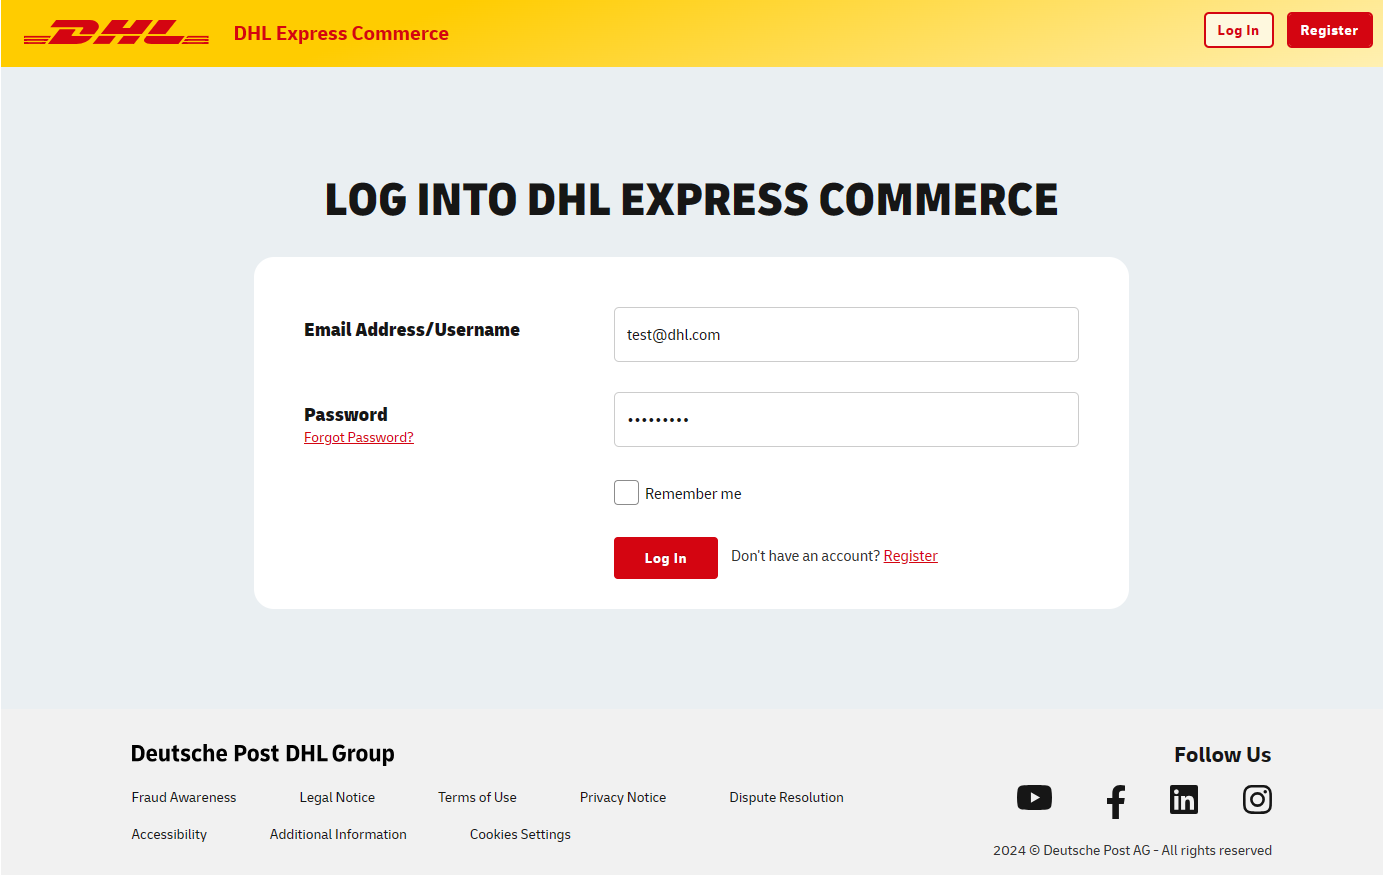 DHL DHL Express Commerce Log In Register
LOG INTO DHL EXPRESS COMMERCE
Email Address/Username test@dhl.com
Password •••••••••
Forgot Password?
Remember me
Log In Don't have an account? Register
Deutsche Post DHL Group Follow Us
Fraud Awareness Legal Notice Terms of Use Privacy Notice Dispute Resolution
Accessibility Additional Information Cookies Settings
2024 © Deutsche Post AG - All rights reserved